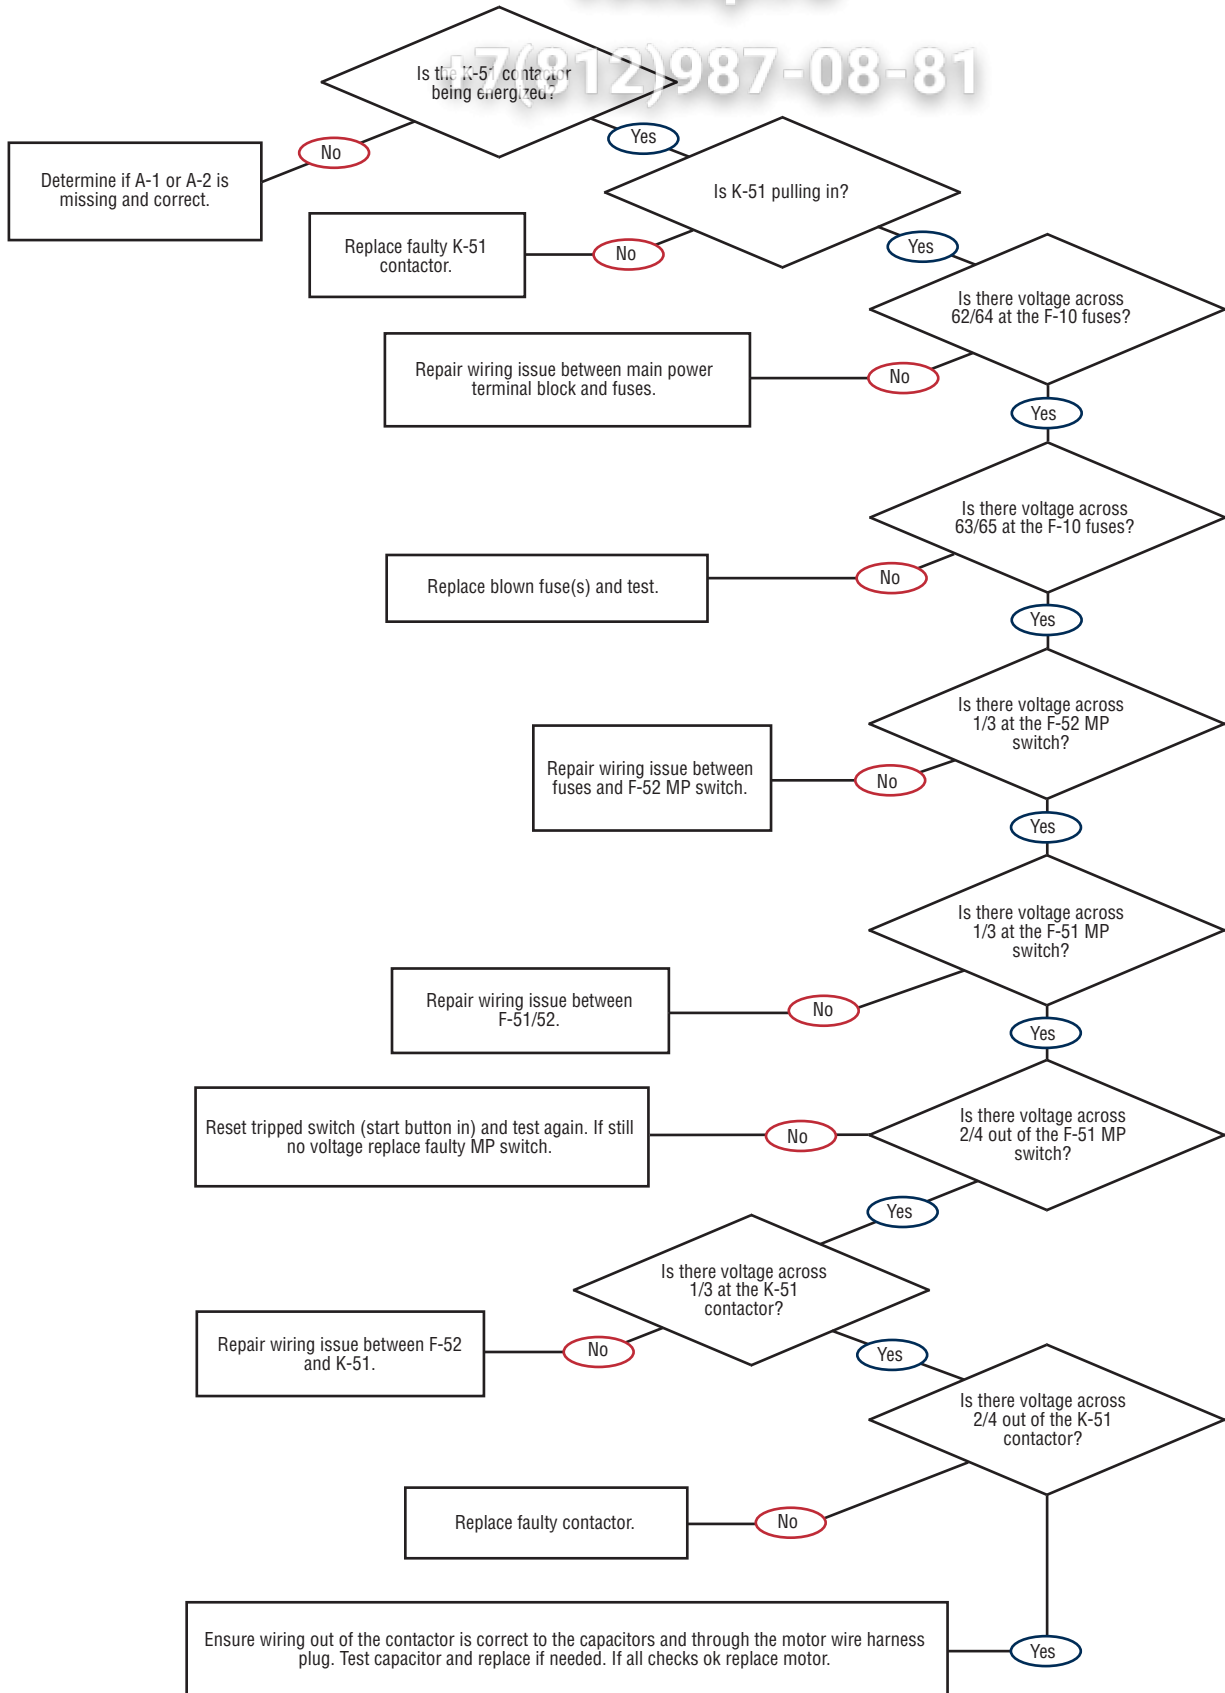 +7(812)987-08-81
Is the K-51 contactor
being energized?
No
Yes
Determine if A-1 or A-2 is
missing and correct.
Is K-51 pulling in?
Replace faulty K-51
contactor.
No
Yes
Is there voltage across
62/64 at the F-10 fuses?
Repair wiring issue between main power
terminal block and fuses.
No
Yes
Is there voltage across
63/65 at the F-10 fuses?
Replace blown fuse(s) and test.
No
Yes
Is there voltage across
1/3 at the F-52 MP
switch?
Repair wiring issue between
fuses and F-52 MP switch.
No
Yes
Is there voltage across
1/3 at the F-51 MP
switch?
Repair wiring issue between
F-51/52.
No
Yes
Is there voltage across
2/4 out of the F-51 MP
switch?
Reset tripped switch (start button in) and test again. If still
no voltage replace faulty MP switch.
No
Yes
Is there voltage across
1/3 at the K-51
contactor?
Repair wiring issue between F-52
and K-51.
No
Yes
Is there voltage across
2/4 out of the K-51
contactor?
Replace faulty contactor.
No
Ensure wiring out of the contactor is correct to the capacitors and through the motor wire harness
plug. Test capacitor and replace if needed. If all checks ok replace motor.
Yes